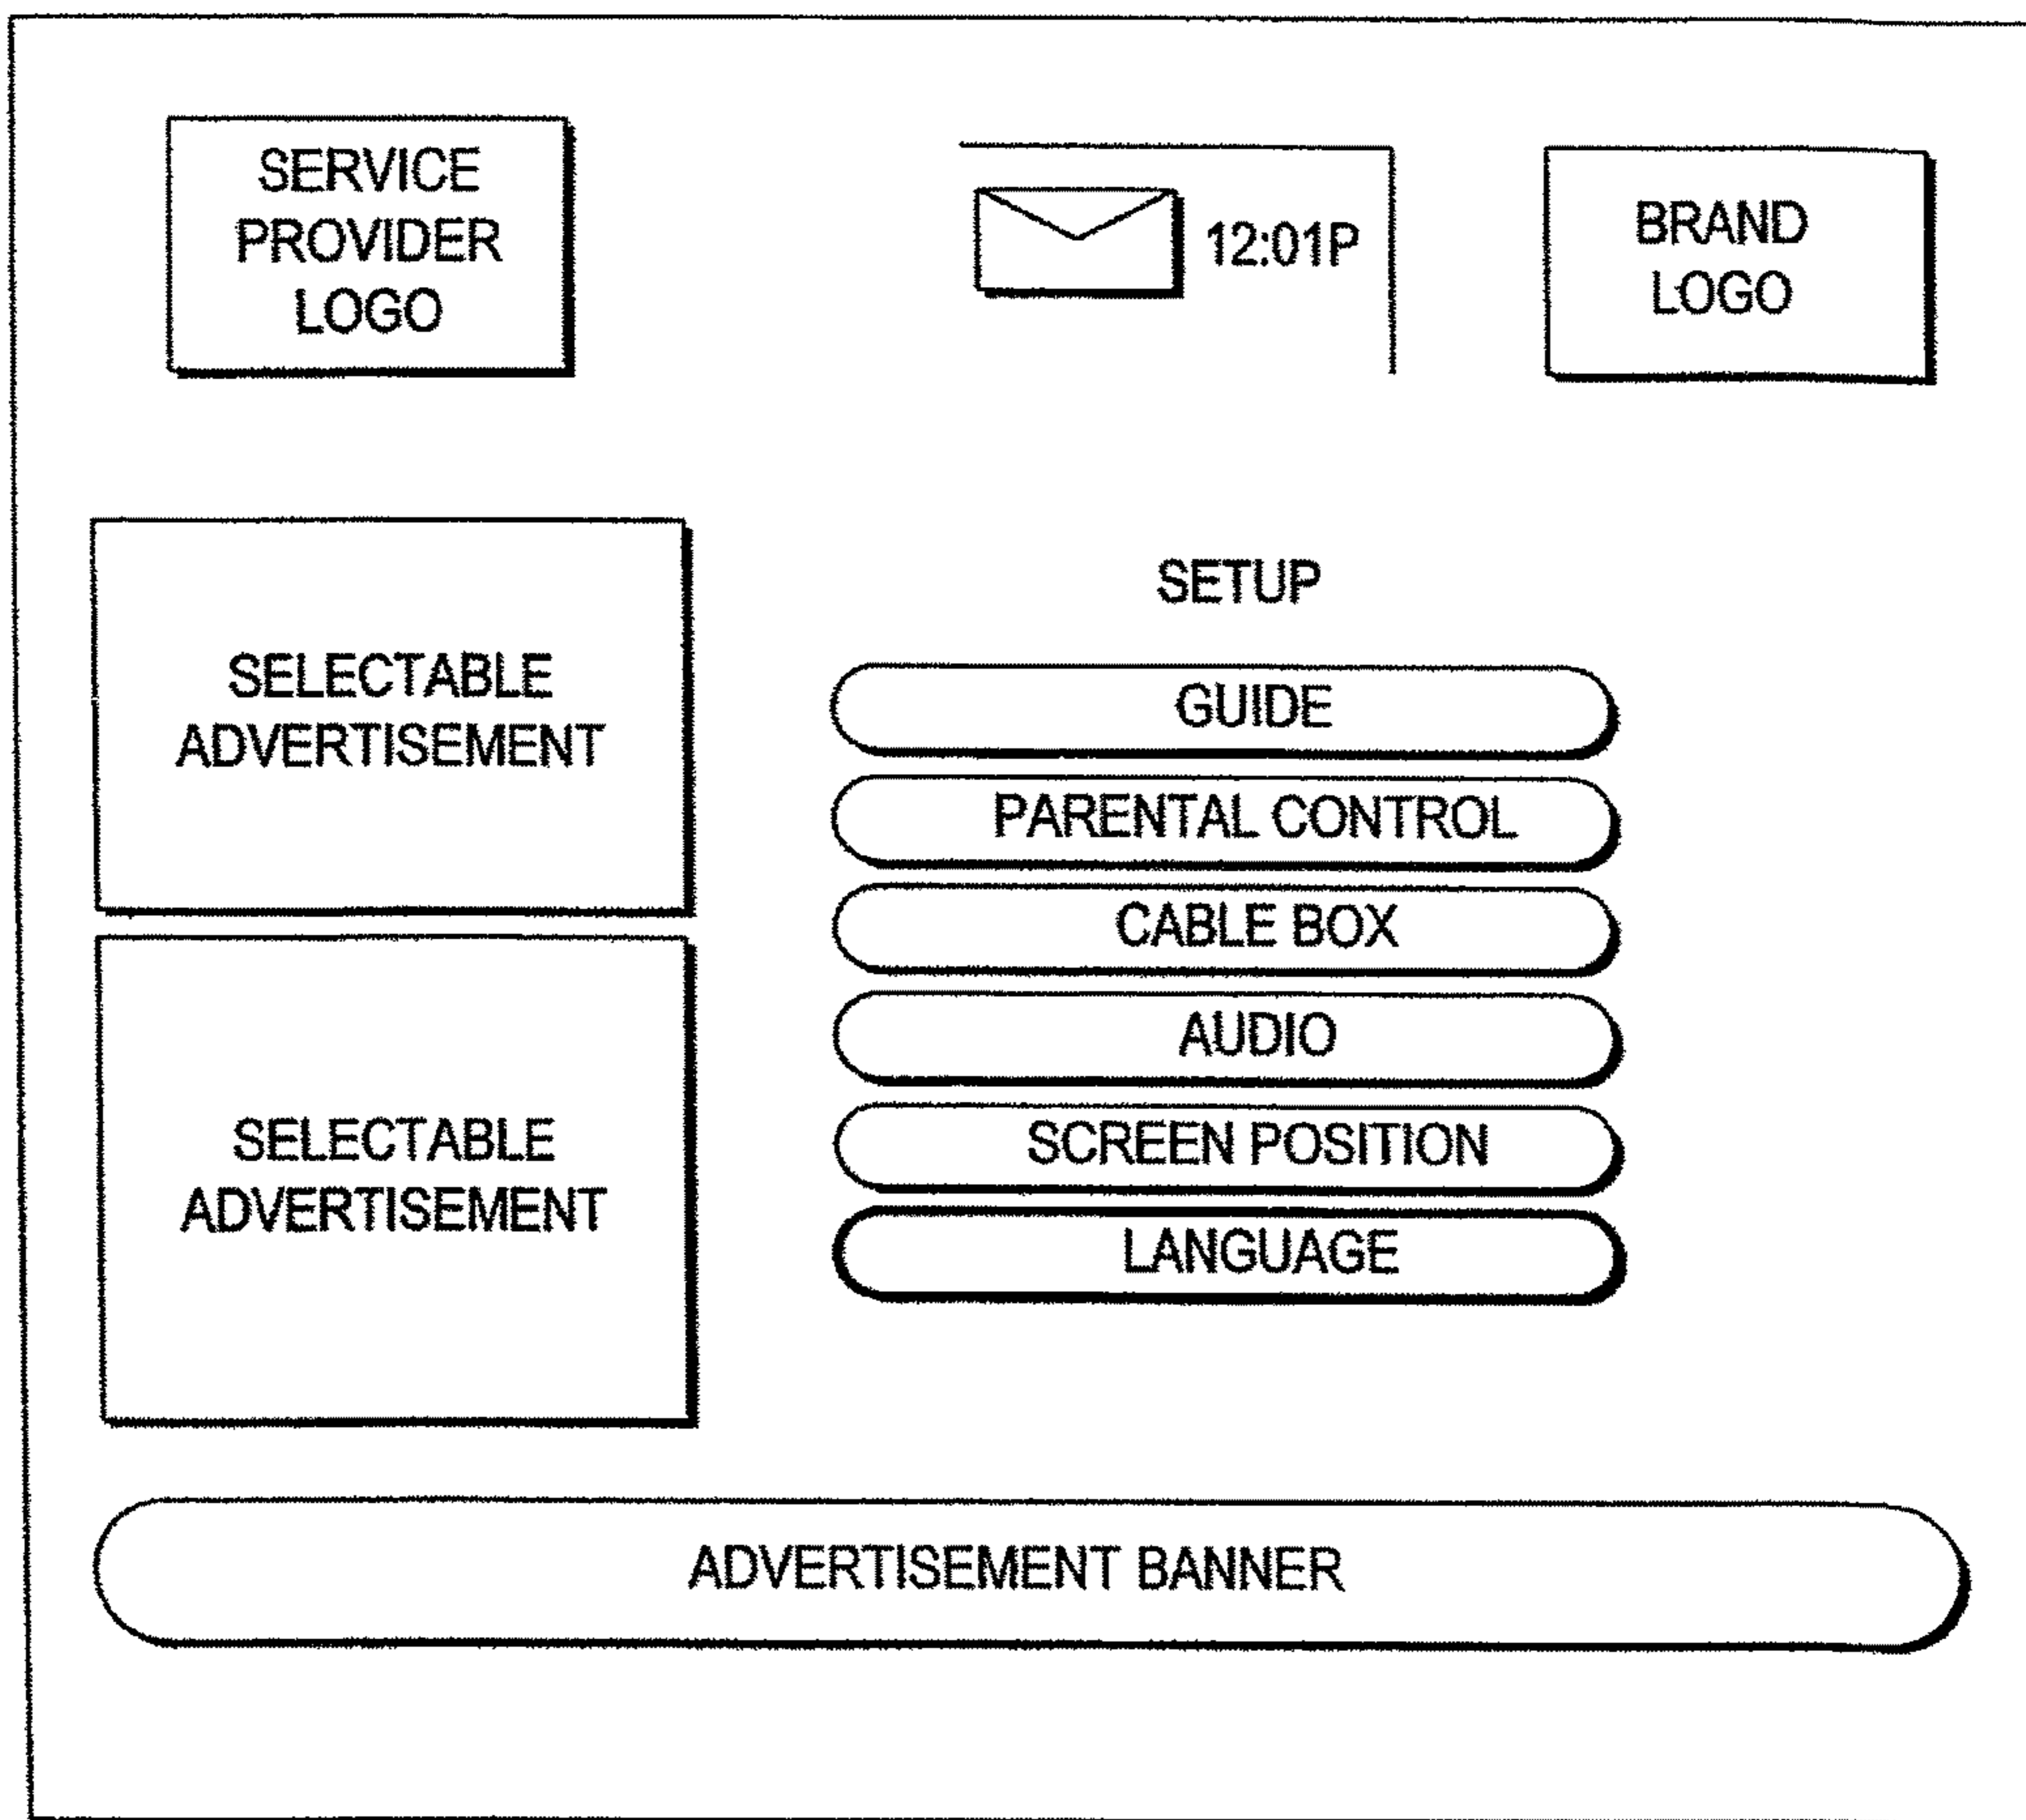 SERVICE
PROVIDER
LOGO
12:01P
BRAND
LOGO
SELECTABLE
ADVERTISEMENT
SELECTABLE
ADVERTISEMENT
SETUP
GUIDE
PARENTAL CONTROL
CABLE BOX
AUDIO
SCREEN POSITION
LANGUAGE
ADVERTISEMENT BANNER